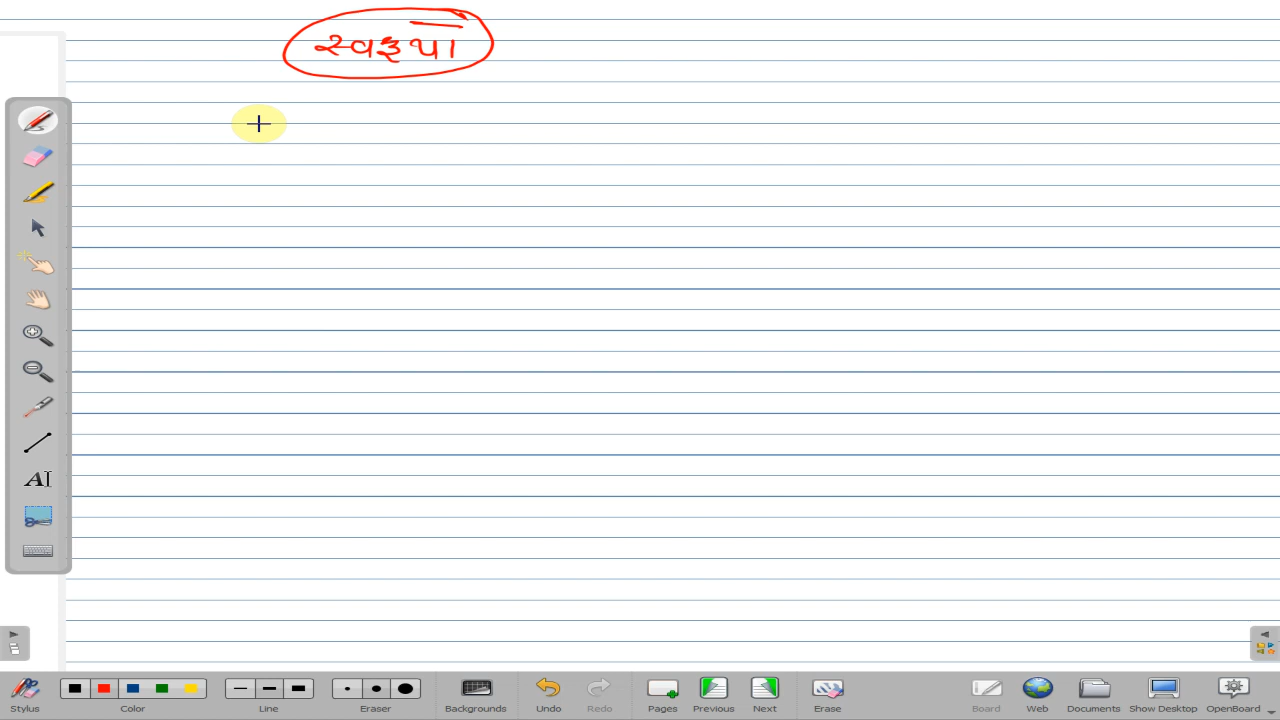 સ્વરૂપા
Stylus
Color
Line
Eraser
Backgrounds
Undo
Redo
Pages
Previous
Next
Erase
Board
Web
Documents
Show Desktop
OpenBoard